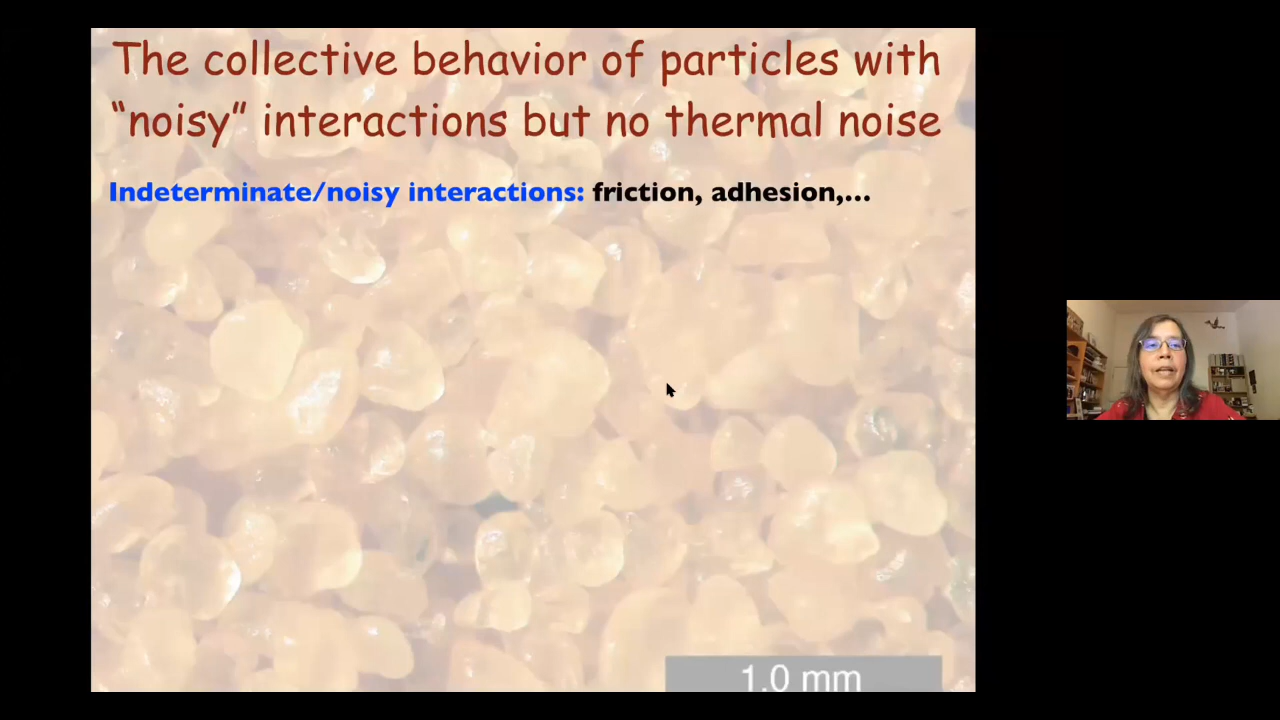 The collective behavior of particles with
“noisy” interactions but no thermal noise
Indeterminate/noisy interactions: friction, adhesion,...
1.0 mm